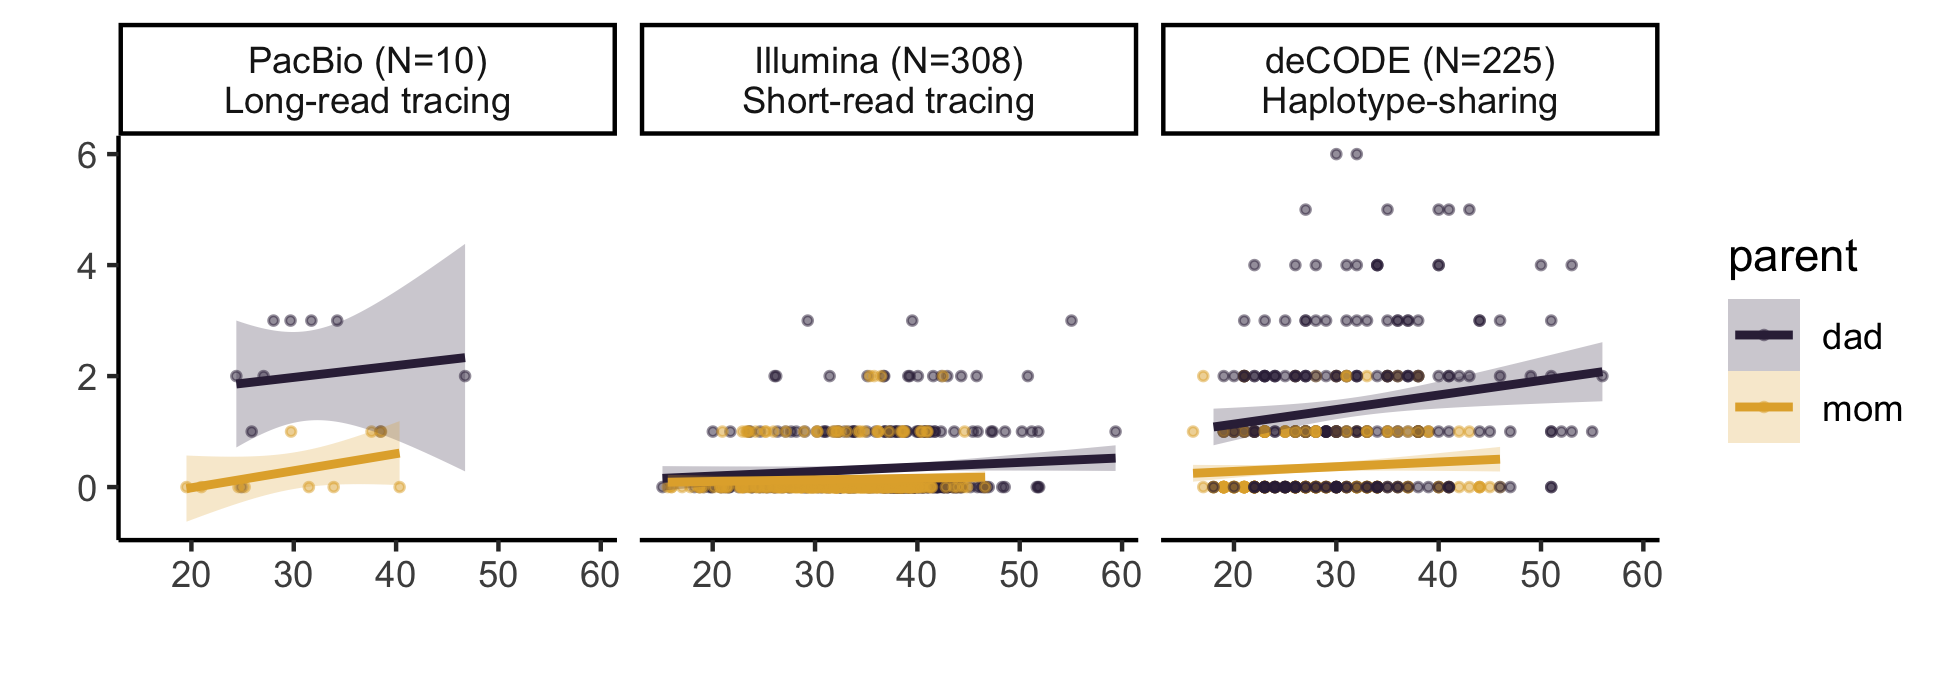 PacBio (N=10)
Long-read tracing
Illumina (N=308)
Short-read tracing
deCODE (N=225)
Haplotype-sharing
6
4
2
0
20 30 40 50 60
20 30 40 50 60
20 30 40 50 60
parent
dad
mom